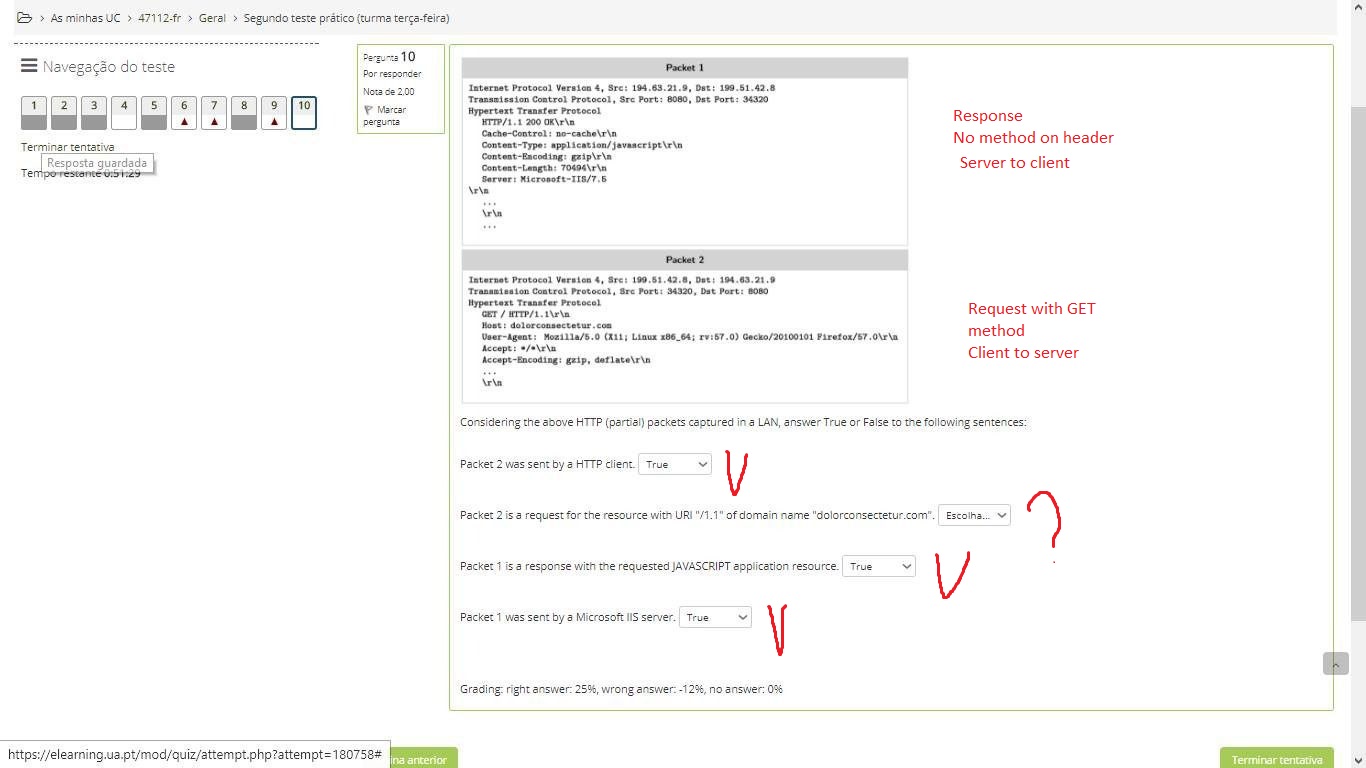 As minhas UC > 47112-fr > Geral > Segundo teste prático (turma terça-feira)
Navegação do teste
1 2 3 4 5 6 7 8 9 10
Terminar tentativa
Resposta guardada
Tempo restante 0:51:29
Pergunta 10
Por responder
Nota de 2,00
Marcar
pergunta
Packet 1
Internet Protocol Version 4, Src: 194.63.21.9, Dst: 199.51.42.8
Transmission Control Protocol, Src Port: 8080, Dst Port: 34320
Hypertext Transfer Protocol
HTTP/1.1 200 OK\r\n
Cache-Control: no-cache\r\n
Content-Type: application/javascript\r\n
Content-Encoding: gzip\r\n
Content-Length: 70494\r\n
Server: Microsoft-IIS/7.5
\r\n
...
\r\n
...
Response
No method on header
Server to client
Packet 2
Internet Protocol Version 4, Src: 199.51.42.8, Dst: 194.63.21.9
Transmission Control Protocol, Src Port: 34320, Dst Port: 8080
Hypertext Transfer Protocol
GET / HTTP/1.1\r\n
Host: dolorconsectetur.com
User-Agent: Mozilla/5.0 (X11; Linux x86_64; rv:57.0) Gecko/20100101 Firefox/57.0\r\n
Accept: */*\r\n
Accept-Encoding: gzip, deflate\r\n
...
\r\n
Request with GET
method
Client to server
Considering the above HTTP (partial) packets captured in a LAN, answer True or False to the following sentences:
Packet 2 was sent by a HTTP client. True V
Packet 2 is a request for the resource with URI "/1.1" of domain name "dolorconsectetur.com". Escolha... ?
Packet 1 is a response with the requested JAVASCRIPT application resource. True V
Packet 1 was sent by a Microsoft IIS server. True V
Grading: right answer: 25%, wrong answer: -12%, no answer: 0%
https://elearning.ua.pt/mod/quiz/attempt.php?attempt=180758#
ina anterior
Terminar tentativa